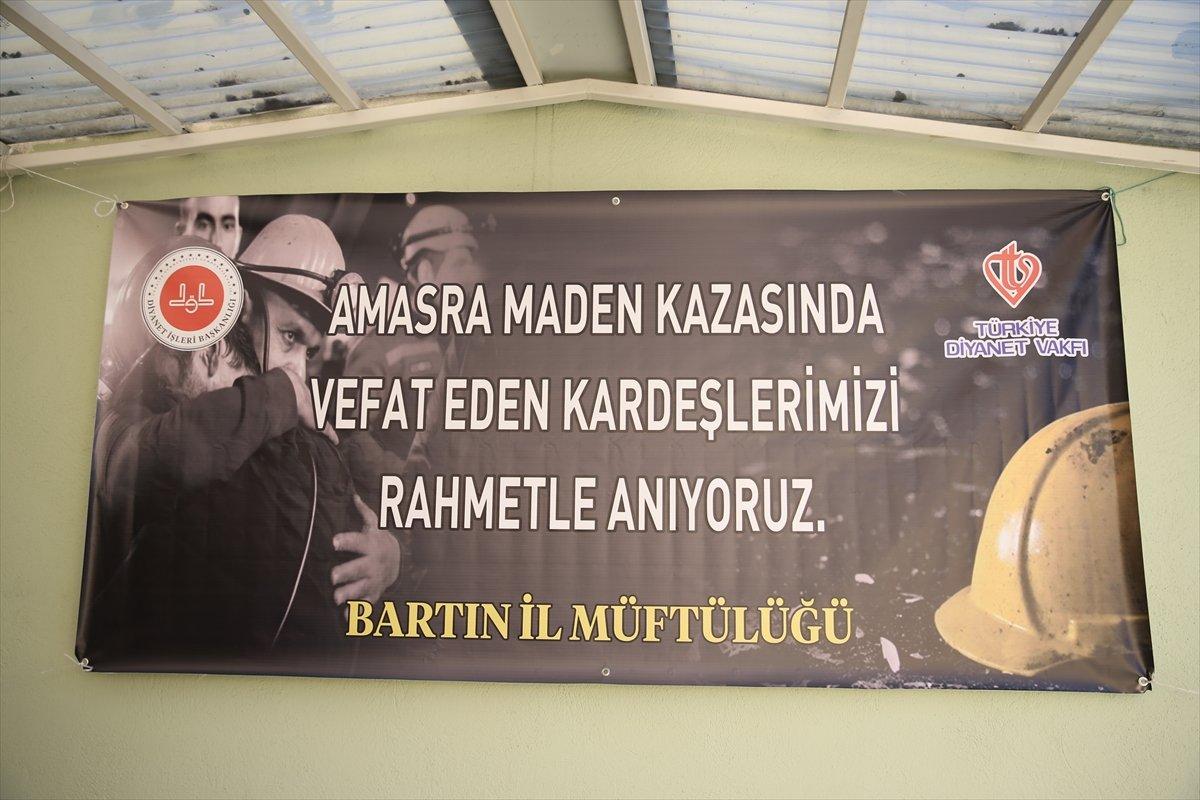 DİYANET İŞLERİ BAŞKANLIĞI
TÜRKİYE
DİYANET VAKFI
AMASRA MADEN KAZASINDA
VEFAT EDEN KARDEŞLERİMİZİ
RAHMETLE ANIYORUZ.
BARTIN İL MÜFTÜLÜĞÜ